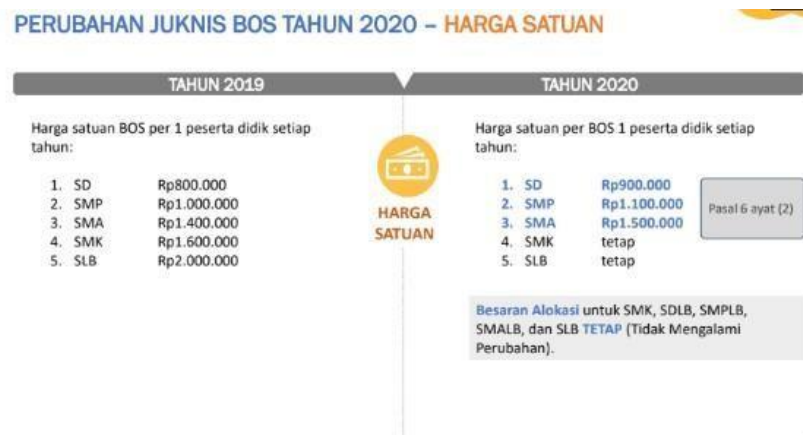 PERUBAHAN JUKNIS BOS TAHUN 2020 – HARGA SATUAN
TAHUN 2019
Harga satuan BOS per 1 peserta didik setiap
tahun:
1. SD Rp800.000
2. SMP Rp1.000.000
3. SMA Rp1.400.000
4. SMK Rp1.600.000
5. SLB Rp2.000.000
HARGA
SATUAN
TAHUN 2020
Harga satuan per BOS 1 peserta didik setiap
tahun:
1. SD Rp900.000
2. SMP Rp1.100.000
3. SMA Rp1.500.000
4. SMK tetap
5. SLB tetap
Pasal 6 ayat (2)
Besaran Alokasi untuk SMK, SDLB, SMPLB,
SMALB, dan SLB TETAP (Tidak Mengalami
Perubahan).